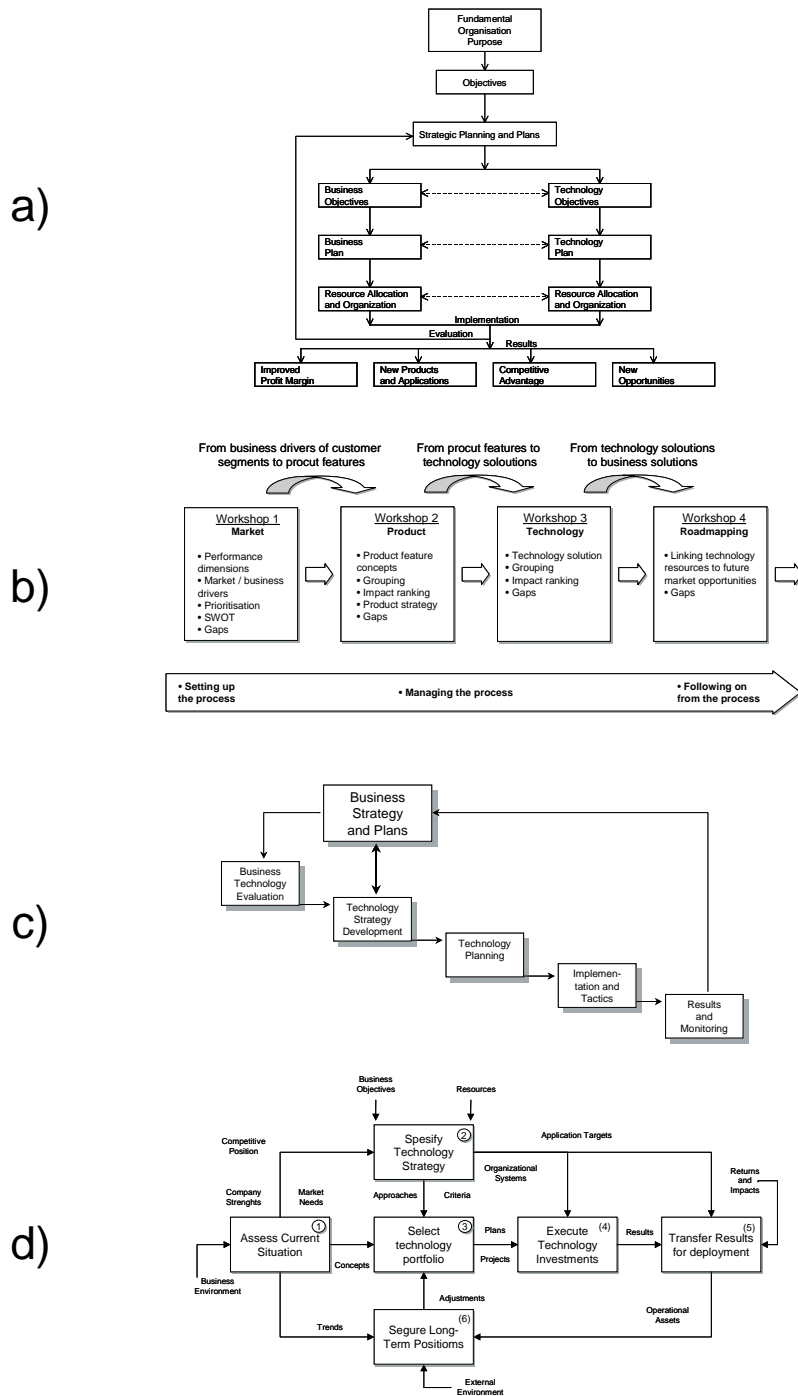 a)
Fundamental
Organisation
Purpose
Objectives
Strategic Planning and Plans
Business
Objectives
Technology
Objectives
Business
Plan
Technology
Plan
Resource Allocation
and Organization
Resource Allocation
and Organization
Implementation
Evaluation
Results
Improved
Profit Margin
New Products
and Applications
Competitive
Advantage
New
Opportunities
b)
From business drivers of customer
segments to procut features
From procut features to
technology soloutions
From technology soloutions
to business solutions
Workshop 1
Market
• Performance
dimensions
• Market / business
drivers
• Prioritisation
• SWOT
• Gaps
Workshop 2
Product
• Product feature
concepts
• Grouping
• Impact ranking
• Product strategy
• Gaps
Workshop 3
Technology
• Technology solution
• Grouping
• Impact ranking
• Gaps
Workshop 4
Roadmapping
• Linking technology
resources to future
market opportunities
• Gaps
• Setting up
the process
• Managing the process
• Following on
from the process
c)
Business
Strategy
and Plans
Business
Technology
Evaluation
Technology
Strategy
Development
Technology
Planning
Implemen-
tation and
Tactics
Results
and
Monitoring
d)
Business
Objectives
Resources
Competitive
Position
Spesify
Technology
Strategy
2
Application Targets
Organizational
Systems
Returns and
Impacts
Company
Strenghts
Market
Needs
Approaches
Criteria
Assess Current
Situation
1
Select
technology
portfolio
3
Plans
Projects
Execute
Technology
Investments
(4)
Results
Transfer Results
for deployment
(5)
Concepts
Business
Environment
Adjustments
Trends
Segure Long-
Term Positioms
(6)
Operational
Assets
External
Environment